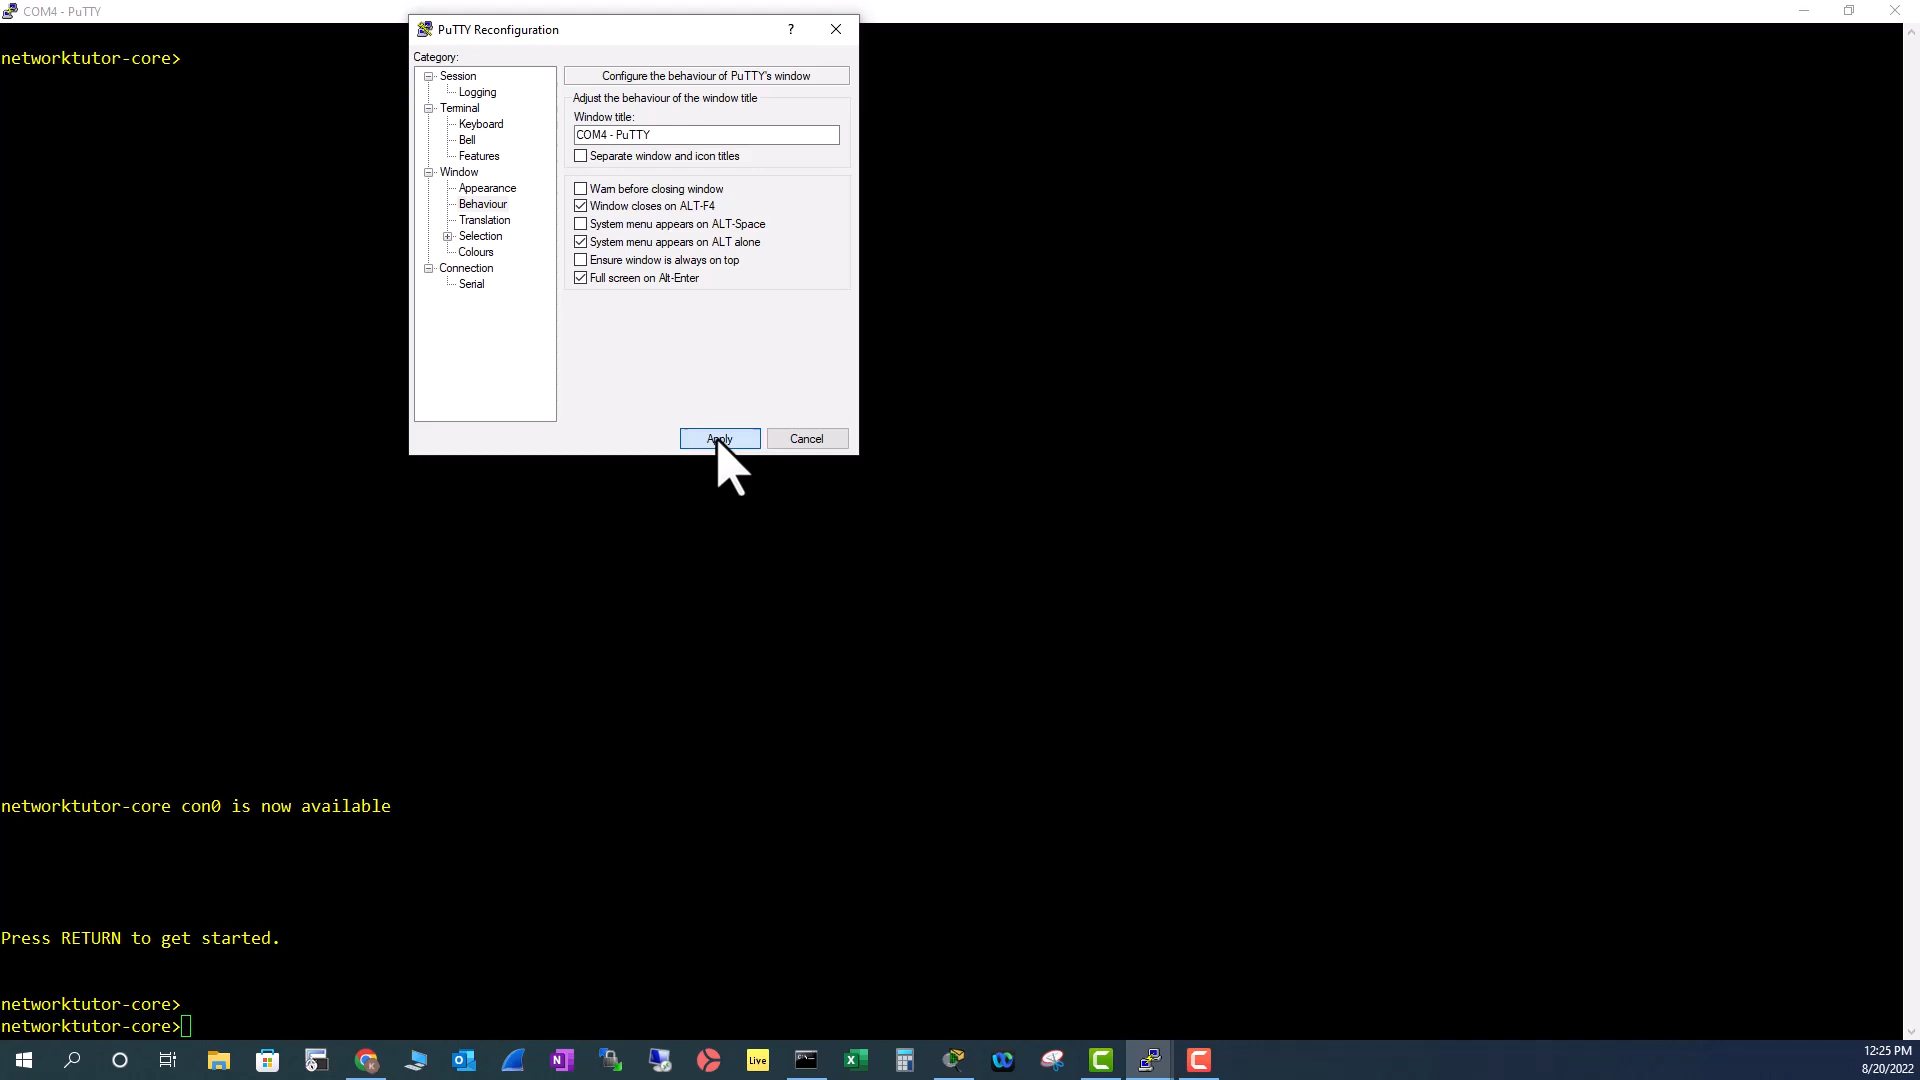 COM4 - PuTTY
networktutor-core>
PuTTY Reconfiguration
?
Category:
Session
Logging
Terminal
Keyboard
Bell
Features
Window
Appearance
Behaviour
Translation
Selection
Colours
Connection
Serial
Configure the behaviour of PuTTY's window
Adjust the behaviour of the window title
Window title:
COM4 - PuTTY
Separate window and icon titles
Warn before closing window
Window closes on ALT-F4
System menu appears on ALT-Space
System menu appears on ALT alone
Ensure window is always on top
Full screen on Alt-Enter
Apply
Cancel
networktutor-core con0 is now available
Press RETURN to get started.
networktutor-core>
networktutor-core>
Live
12:25 PM
8/20/2022